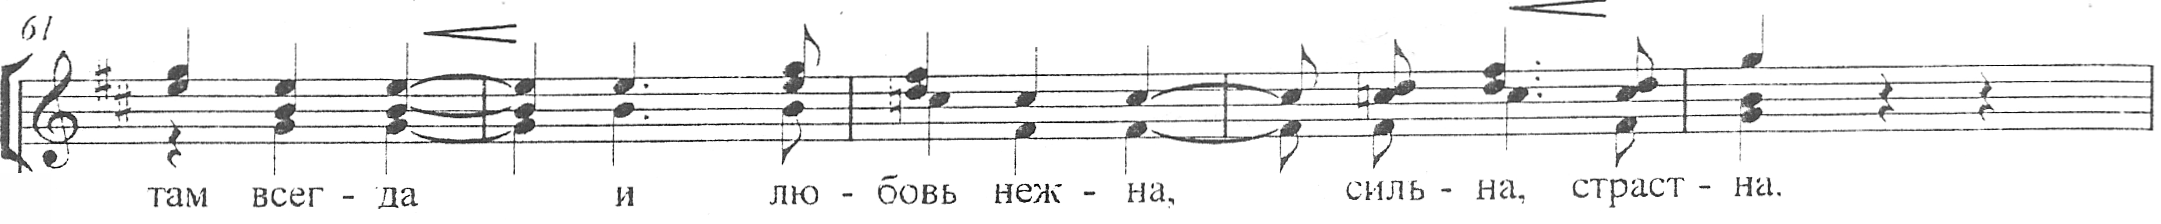 61
там всег - да и лю - бовь неж - на, силь - на, страст - на.